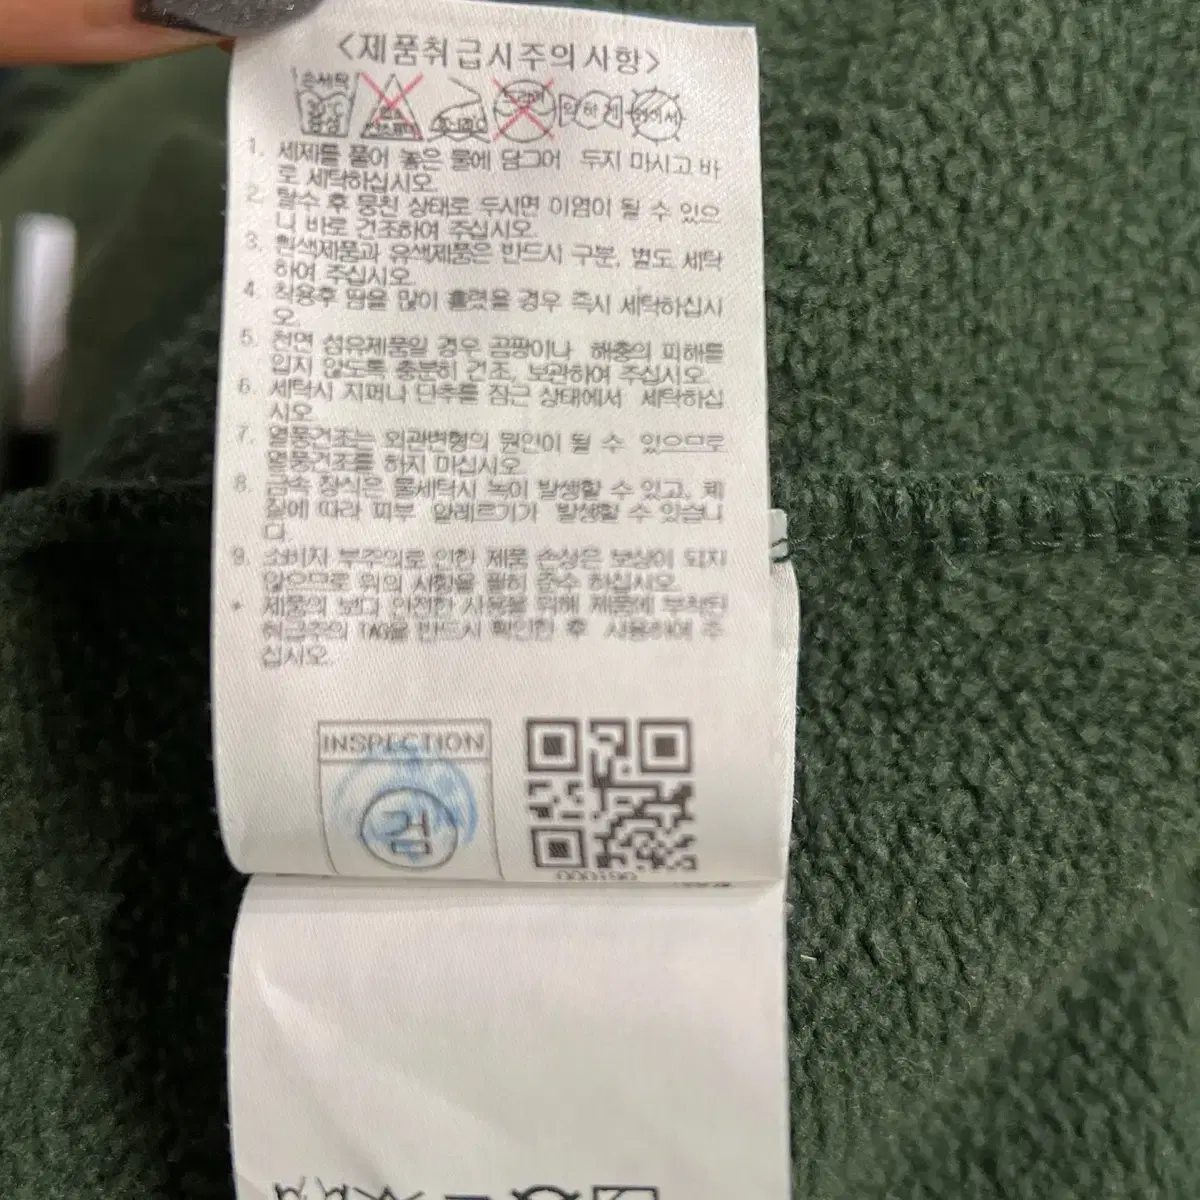 <제품취급시주의사항>
손세탁 드라이 약하게
1. 세제를 풀어 놓은 물에 담그어 두지 마시고 바
로 세탁하십시오.
2. 탈수 후 뭉친 상태로 두시면 이염이 될 수 있으
니 바로 건조하여 주십시오.
3. 흰색제품과 유색제품은 반드시 구분, 별도 세탁
하여 주십시오.
4. 착용후 땀을 많이 흘렸을 경우 즉시 세탁하십시
오.
5. 천연 섬유제품일 경우 곰팡이나 해충의 피해를
입지 않도록 충분히 건조, 보관하여 주십시오.
6. 세탁시 지퍼나 단추를 잠근 상태에서 세탁하십
시오.
7. 열풍건조는 외관변형의 원인이 될 수 있으므로
열풍건조를 하지 마십시오.
8. 금속 장식은 물세탁시 녹이 발생할 수 있고, 체
질에 따라 피부 알레르기가 발생할 수 있습니
다.
9. 소비자 부주의로 인한 제품 손상은 보상이 되지
않으므로 위의 사항을 필히 준수 하십시오.
* 제품의 보다 안전한 사용을 위해 제품에 부착된
취급주의 TAG을 반드시 확인한 후 사용하여 주
십시오.
INSPECTION
검
000190